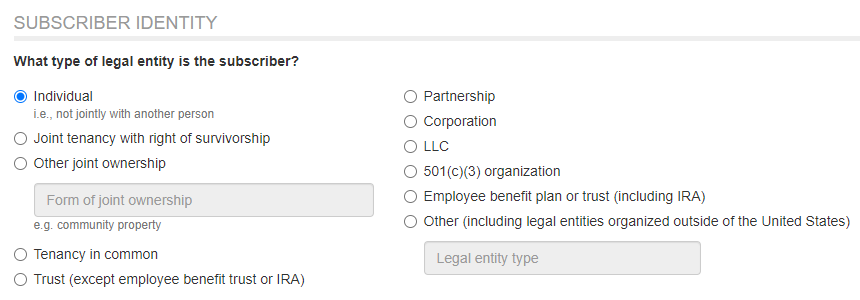 SUBSCRIBER IDENTITY
What type of legal entity is the subscriber?
Individual
i.e., not jointly with another person
Joint tenancy with right of survivorship
Other joint ownership
Form of joint ownership
e.g. community property
Tenancy in common
Trust (except employee benefit trust or IRA)
Partnership
Corporation
LLC
501(c)(3) organization
Employee benefit plan or trust (including IRA)
Other (including legal entities organized outside of the United States)
Legal entity type